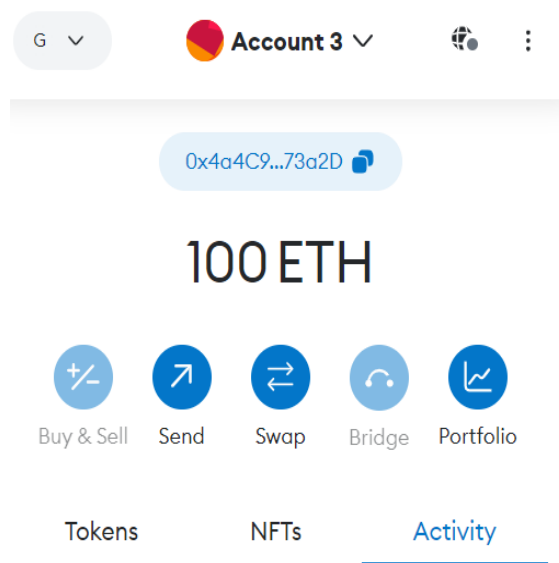 G Account 3
0x4a4C9...73a2D
100 ETH
Buy & Sell Send Swap Bridge Portfolio
Tokens NFTs Activity